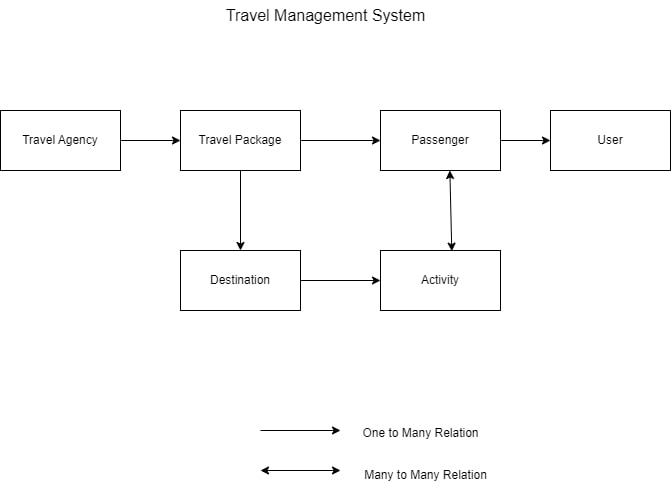 Travel Management System
Travel Agency
Travel Package
Passenger
User
Destination
Activity
One to Many Relation
Many to Many Relation